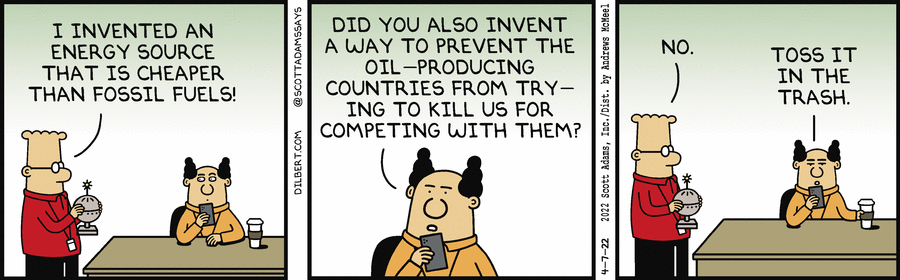 I INVENTED AN
ENERGY SOURCE
THAT IS CHEAPER
THAN FOSSIL FUELS!
DILBERT.COM @SCOTTADAMSSAYS
DID YOU ALSO INVENT
A WAY TO PREVENT THE
OIL-PRODUCING
COUNTRIES FROM TRY-
ING TO KILL US FOR
COMPETING WITH THEM?
4-7-22 2022 Scott Adams, Inc./Dist. by Andrews McMeel
NO.
TOSS IT
IN THE
TRASH.